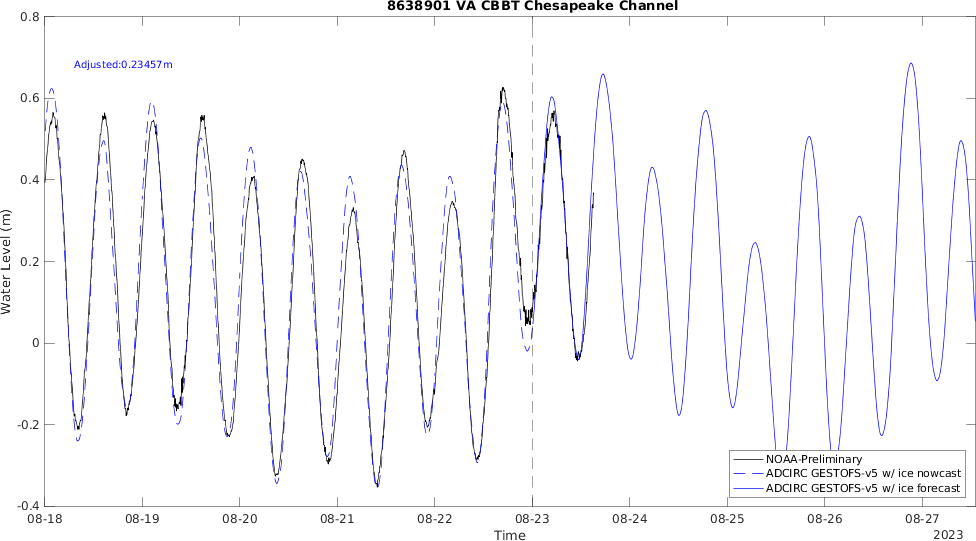 8638901 VA CBBT Chesapeake Channel
0.8
Adjusted:0.23457m
0.6
0.4
0.2
0
-0.2
-0.4
Water Level (m)
NOAA-Preliminary
ADCIRC GESTOFS-v5 w/ ice nowcast
ADCIRC GESTOFS-v5 w/ ice forecast
08-18 08-19 08-20 08-21 08-22 08-23 08-24 08-25 08-26 08-27
Time
2023